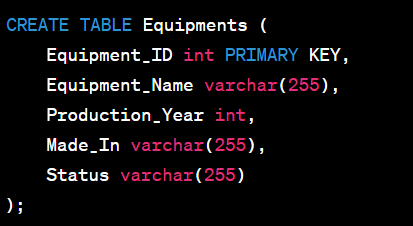 CREATE TABLE Equipments (
    Equipment_ID int PRIMARY KEY,
    Equipment_Name varchar(255),
    Production_Year int,
    Made_In varchar(255),
    Status varchar(255)
);